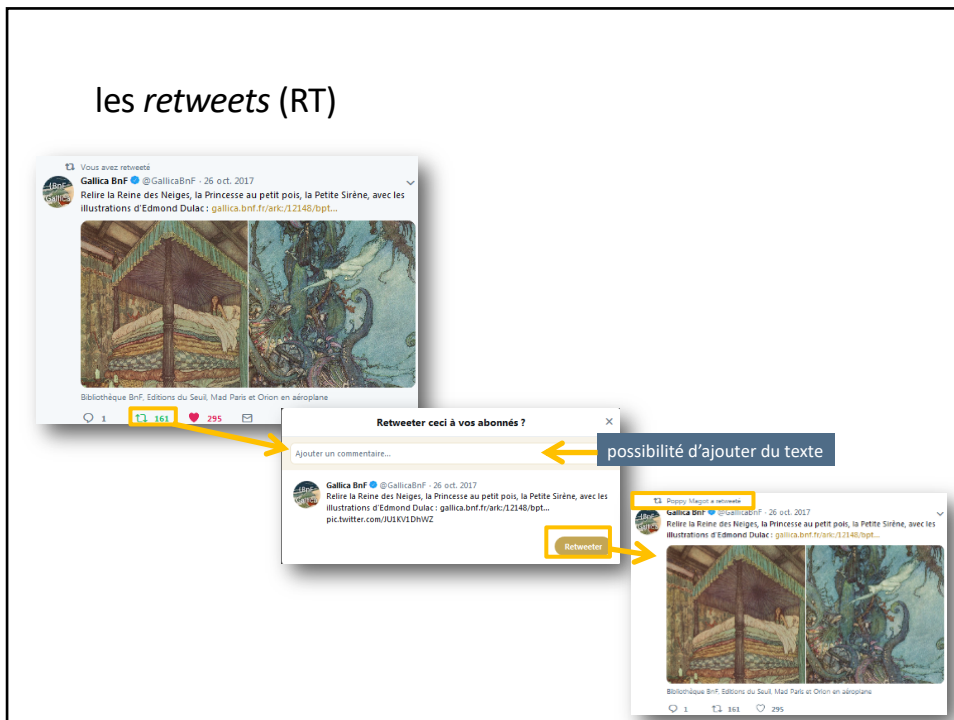 les retweets (RT)
Vous avez retweeté
Gallica BnF @GallicaBnF · 26 oct. 2017
Relire la Reine des Neiges, la Princesse au petit pois, la Petite Sirène, avec les
illustrations d'Edmond Dulac : gallica.bnf.fr/ark:/12148/bpt...
{BnF
Gallica
Bibliothèque BnF, Editions du Seuil, Mad Paris et Orion en aéroplane
1 161 295
Retweeter ceci à vos abonnés ?
Ajouter un commentaire...
possibilité d'ajouter du texte
{BnF
Gallica
Gallica BnF @GallicaBnF · 26 oct. 2017
Relire la Reine des Neiges, la Princesse au petit pois, la Petite Sirène, avec les
illustrations d'Edmond Dulac : gallica.bnf.fr/ark:/12148/bpt...
pic.twitter.com/JU1KV1DhWZ
Retweeter
Poppy Magot a retweeté
Gallica BnF @GallicaBnF · 26 oct. 2017
Relire la Reine des Neiges, la Princesse au petit pois, la Petite Sirène, avec les
illustrations d'Edmond Dulac : gallica.bnf.fr/ark:/12148/bpt...
{BnF
Gallica
Bibliothèque BnF, Editions du Seuil, Mad Paris et Orion en aéroplane
1 161 295